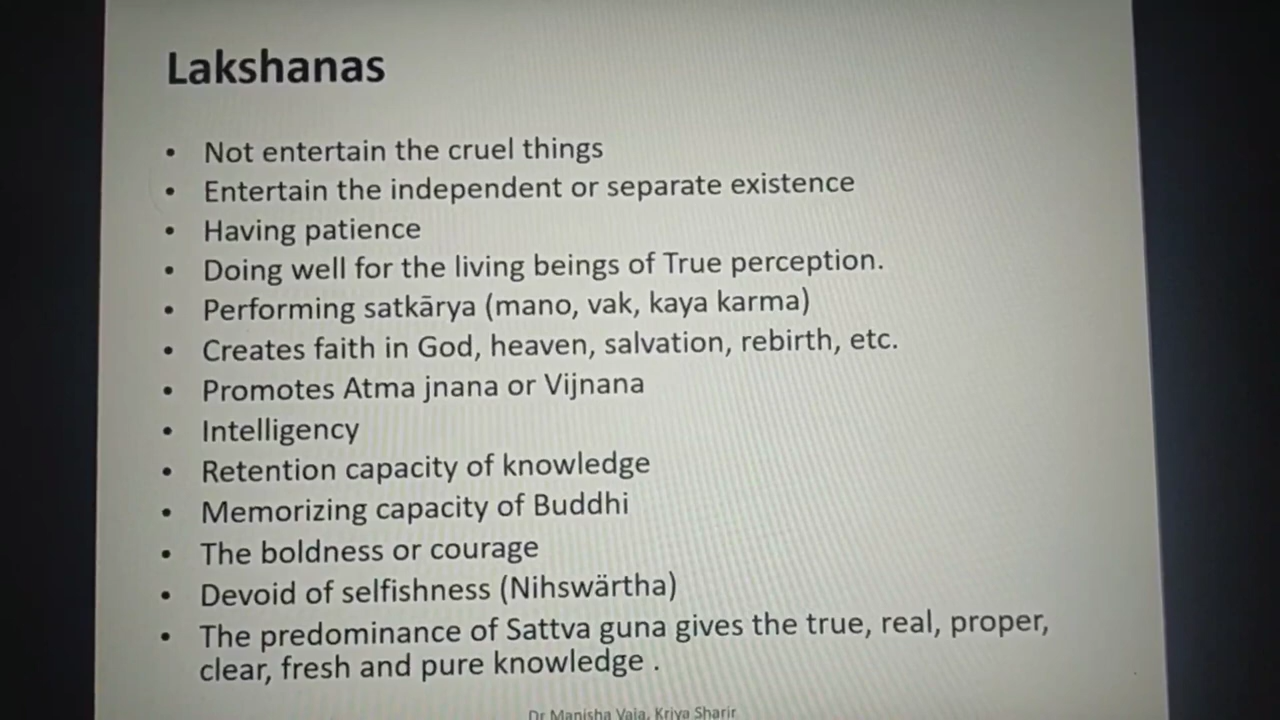 Lakshanas
• Not entertain the cruel things
• Entertain the independent or separate existence
• Having patience
• Doing well for the living beings of True perception.
• Performing satkārya (mano, vak, kaya karma)
• Creates faith in God, heaven, salvation, rebirth, etc.
• Promotes Atma jnana or Vijnana
• Intelligency
• Retention capacity of knowledge
• Memorizing capacity of Buddhi
• The boldness or courage
• Devoid of selfishness (Nihswärtha)
• The predominance of Sattva guna gives the true, real, proper,
clear, fresh and pure knowledge .
Dr Manisha Vaja, Kriya Sharir